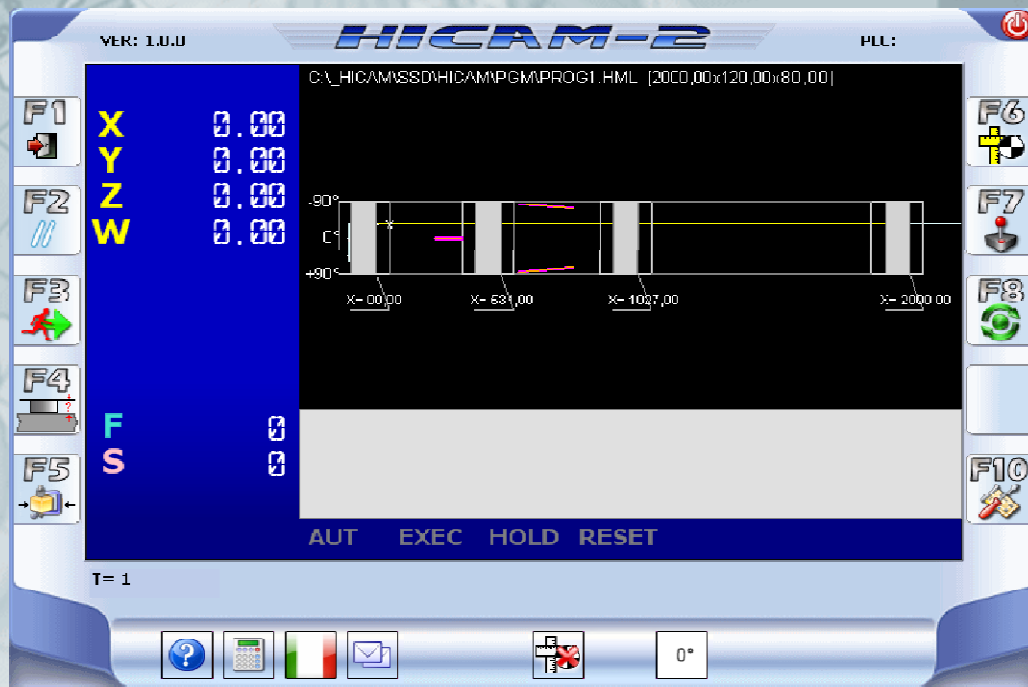 VER: 1.0.0
HICAM-2
PLC:
C:\_HICAM\SSD\HICAM\PGM\PROG1.HML [2000,00x120,00x80,00]
F1
F2
F3
F4
F5
X 0.00
Y 0.00
Z 0.00
W 0.00
F 0
S 0
-90°
C°
+90°
X= 00,00
X= 531,00
X= 1027,00
X= 2000,00
F6
F7
F8
F10
AUT EXEC HOLD RESET
T= 1
?
0°